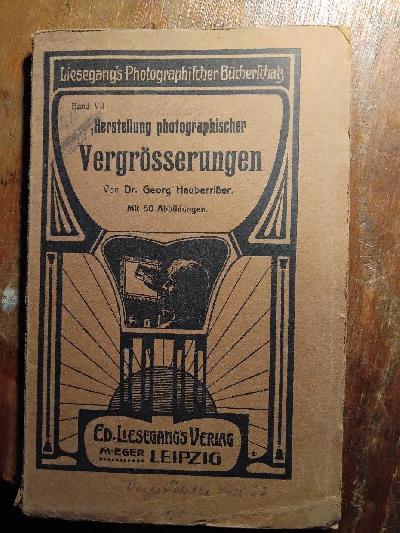 Liesegang's Photographischer Bücherschatz
Band VII
Herstellung photographischer
Vergrösserungen
Von Dr. Georg Hauberrißer.
Mit 50 Abbildungen.
ED. LIESEGANG'S VERLAG
M. EGER LEIPZIG